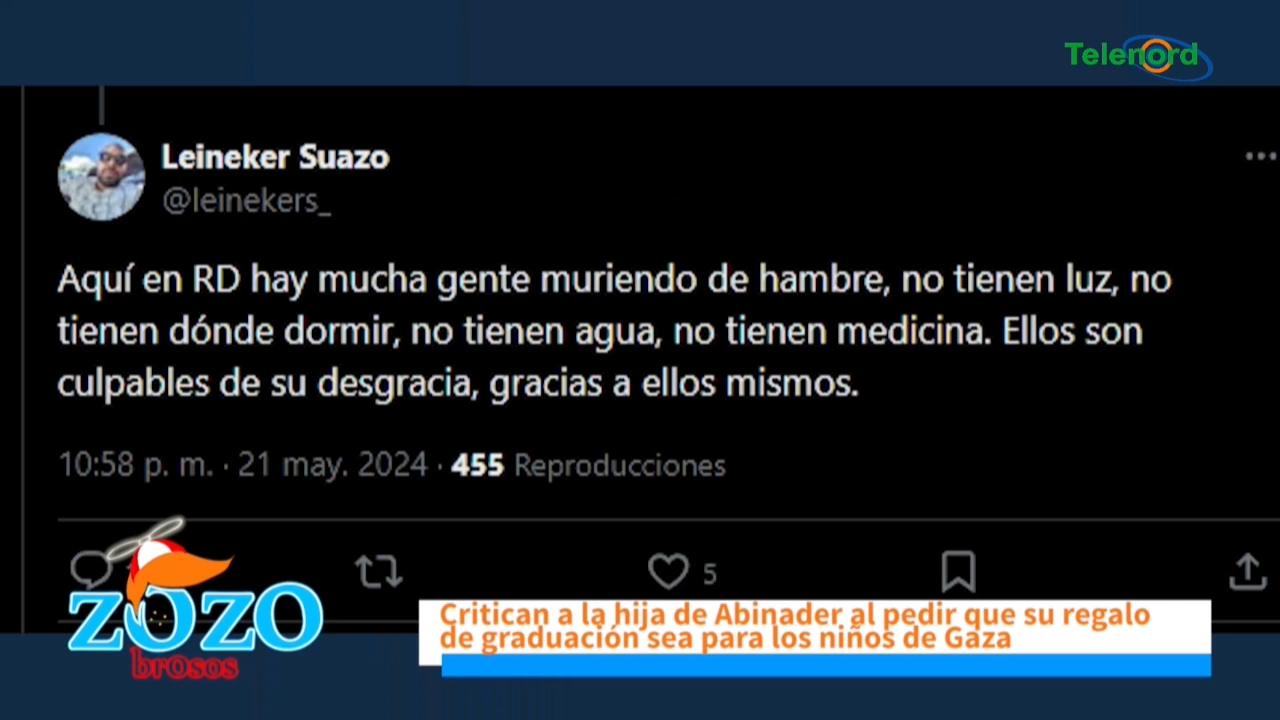 Telenord
Leineker Suazo
@leinekers_
Aquí en RD hay mucha gente muriendo de hambre, no tienen luz, no
tienen dónde dormir, no tienen agua, no tienen medicina. Ellos son
culpables de su desgracia, gracias a ellos mismos.
10:58 p. m. · 21 may. 2024 · 455 Reproducciones
5
zozo
brosos
Critican a la hija de Abinader al pedir que su regalo
de graduación sea para los niños de Gaza